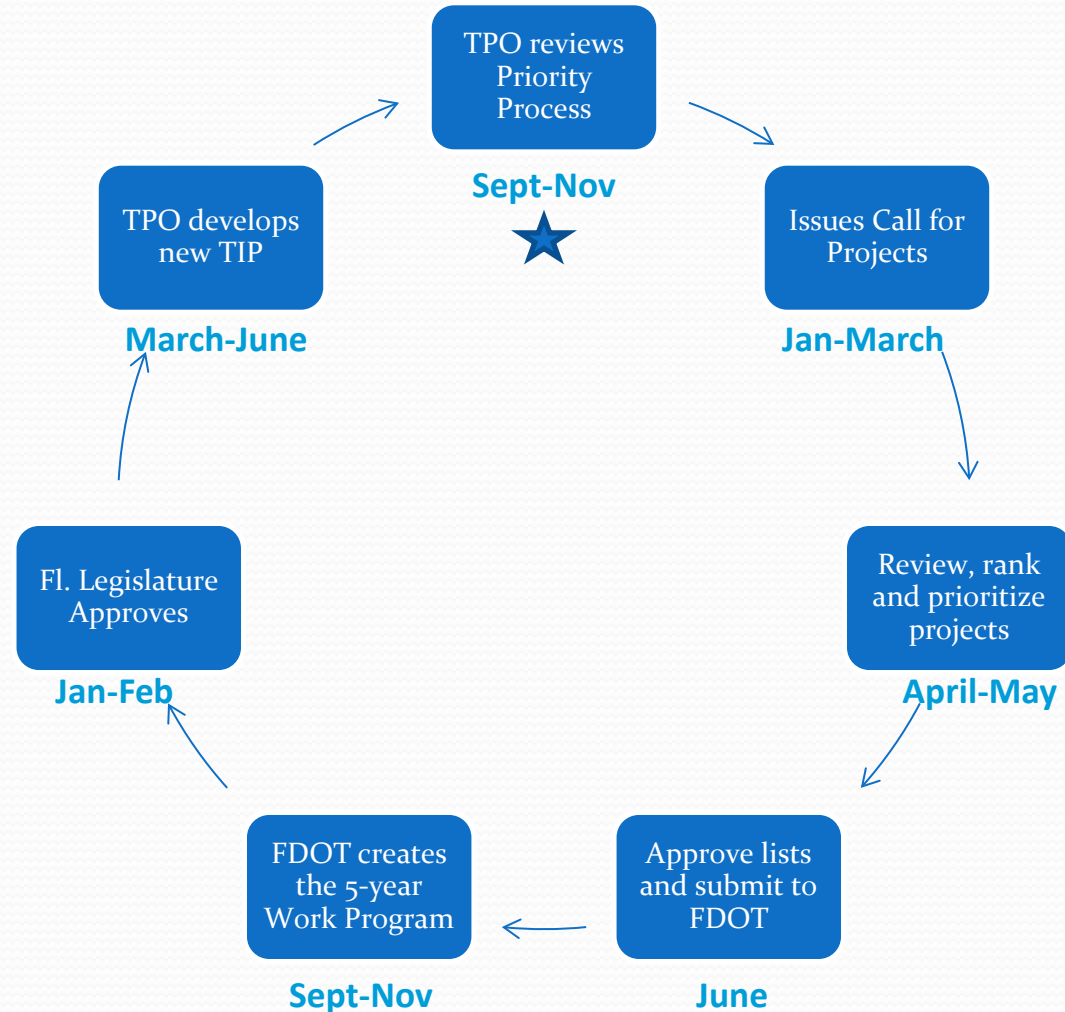 TPO reviews
Priority
Process
Sept-Nov
Issues Call for
Projects
Jan-March
Review, rank
and prioritize
projects
April-May
Approve lists
and submit to
FDOT
June
FDOT creates
the 5-year
Work Program
Sept-Nov
Fl. Legislature
Approves
Jan-Feb
TPO develops
new TIP
March-June